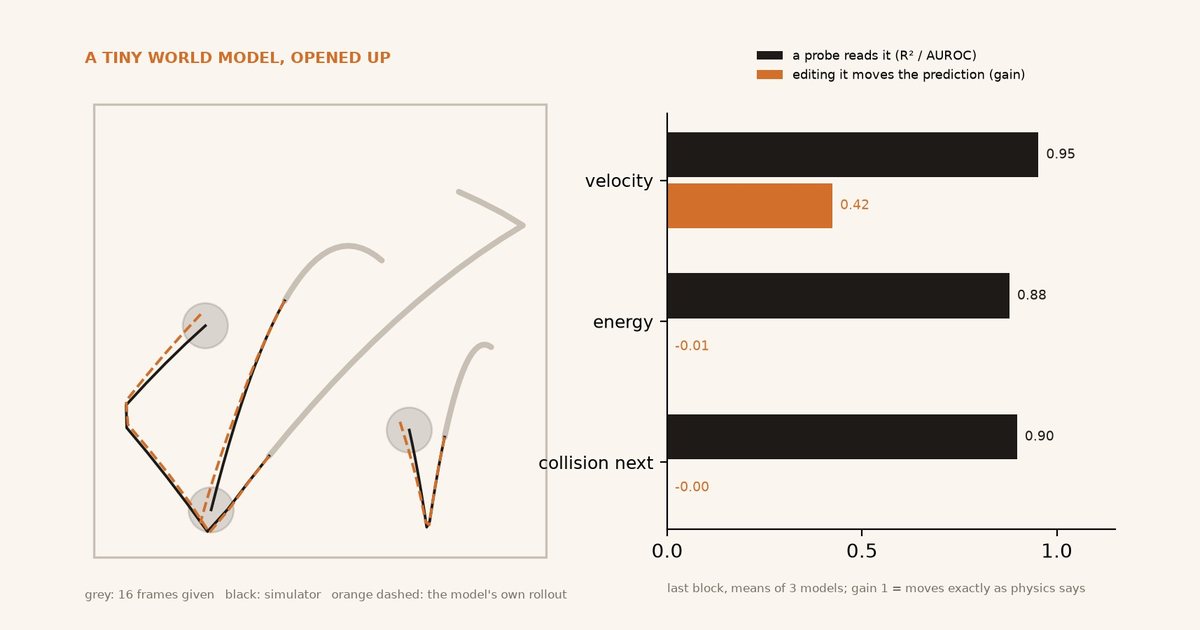 A TINY WORLD MODEL, OPENED UP
a probe reads it (R² / AUROC)
editing it moves the prediction (gain)
velocity
0.95
0.42
energy
0.88
-0.01
collision next
0.90
-0.00
0.0 0.5 1.0
grey: 16 frames given black: simulator orange dashed: the model's own rollout
last block, means of 3 models; gain 1 = moves exactly as physics says